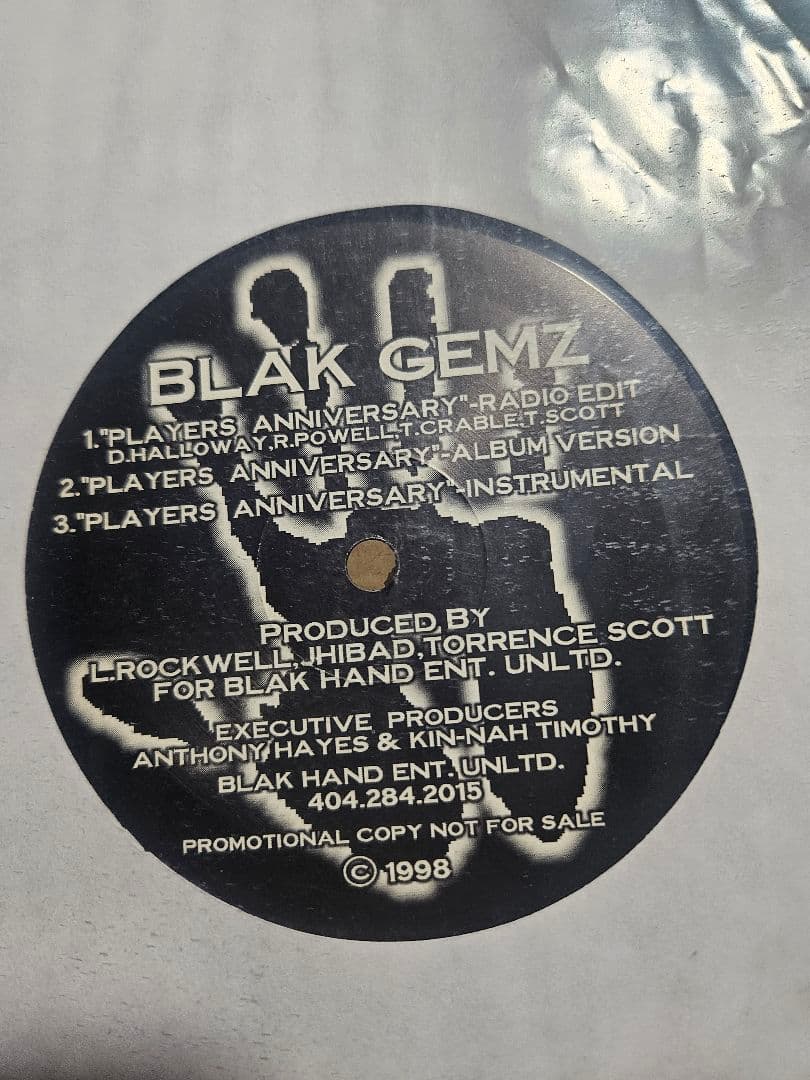 BLAK GEMZ
1."PLAYERS ANNIVERSARY"-RADIO EDIT
D.HALLOWAY,R.POWELL,T.CRABLE,T.SCOTT
2."PLAYERS ANNIVERSARY"-ALBUM VERSION
3."PLAYERS ANNIVERSARY"-INSTRUMENTAL
PRODUCED BY
L.ROCKWELL,JHIBAD,TORRENCE SCOTT
FOR BLAK HAND ENT. UNLTD.
EXECUTIVE PRODUCERS
ANTHONY HAYES & KIN-NAH TIMOTHY
BLAK HAND ENT. UNLTD.
404.284.2015
PROMOTIONAL COPY NOT FOR SALE
©1998